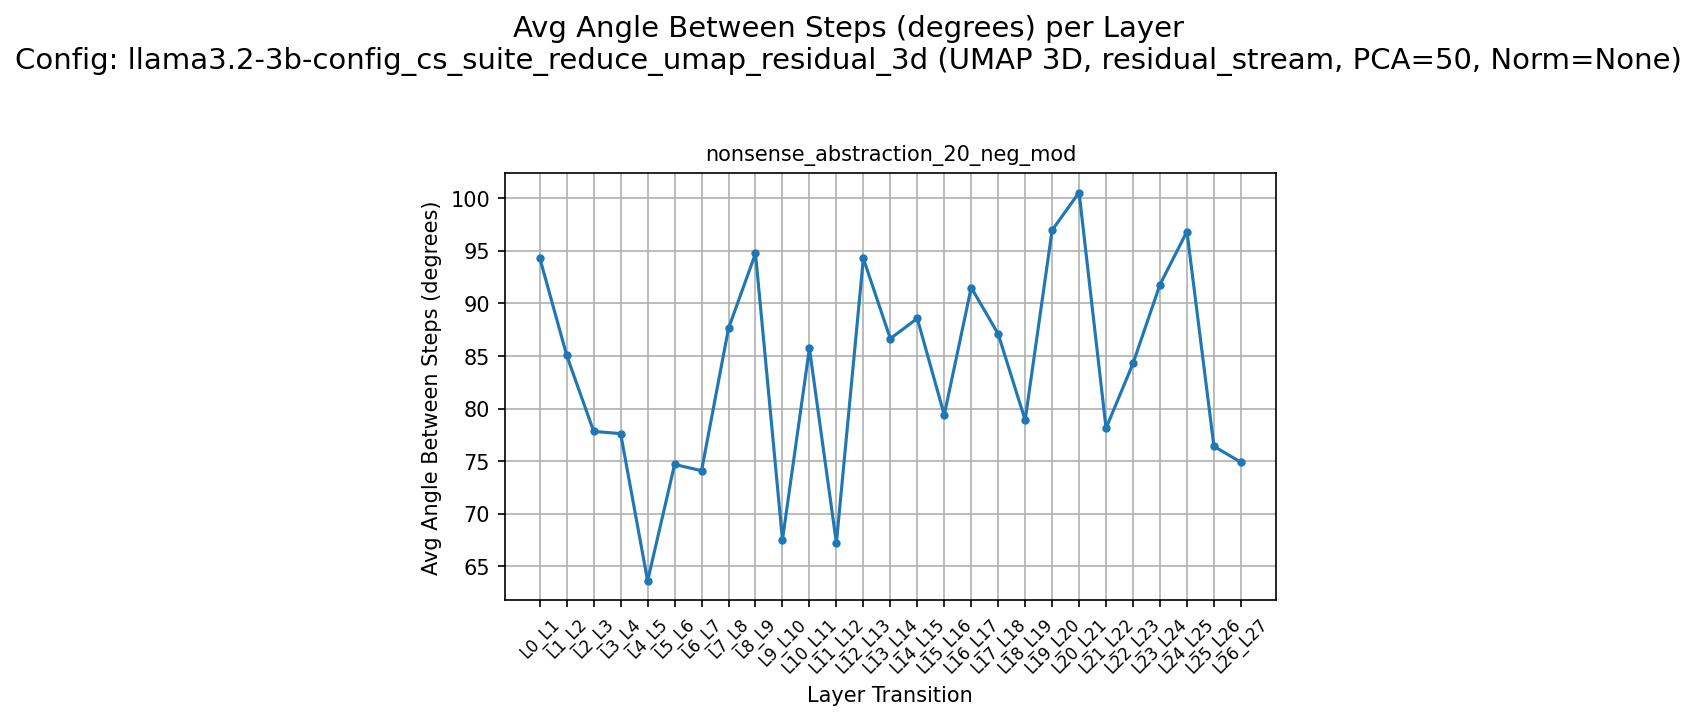 Avg Angle Between Steps (degrees) per Layer
Config: llama3.2-3b-config_cs_suite_reduce_umap_residual_3d (UMAP 3D, residual_stream, PCA=50, Norm=None)
nonsense_abstraction_20_neg_mod
Avg Angle Between Steps (degrees)
100
95
90
85
80
75
70
65
L0_L1
L1_L2
L2_L3
L3_L4
L4_L5
L5_L6
L6_L7
L7_L8
L8_L9
L9_L10
L10_L11
L11_L12
L12_L13
L13_L14
L14_L15
L15_L16
L16_L17
L17_L18
L18_L19
L19_L20
L20_L21
L21_L22
L22_L23
L23_L24
L24_L25
L25_L26
L26_L27
Layer Transition